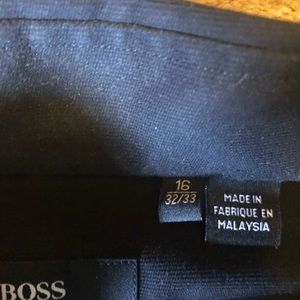 16
32/33
MADE IN
FABRIQUE EN
MALAYSIA
BOSS